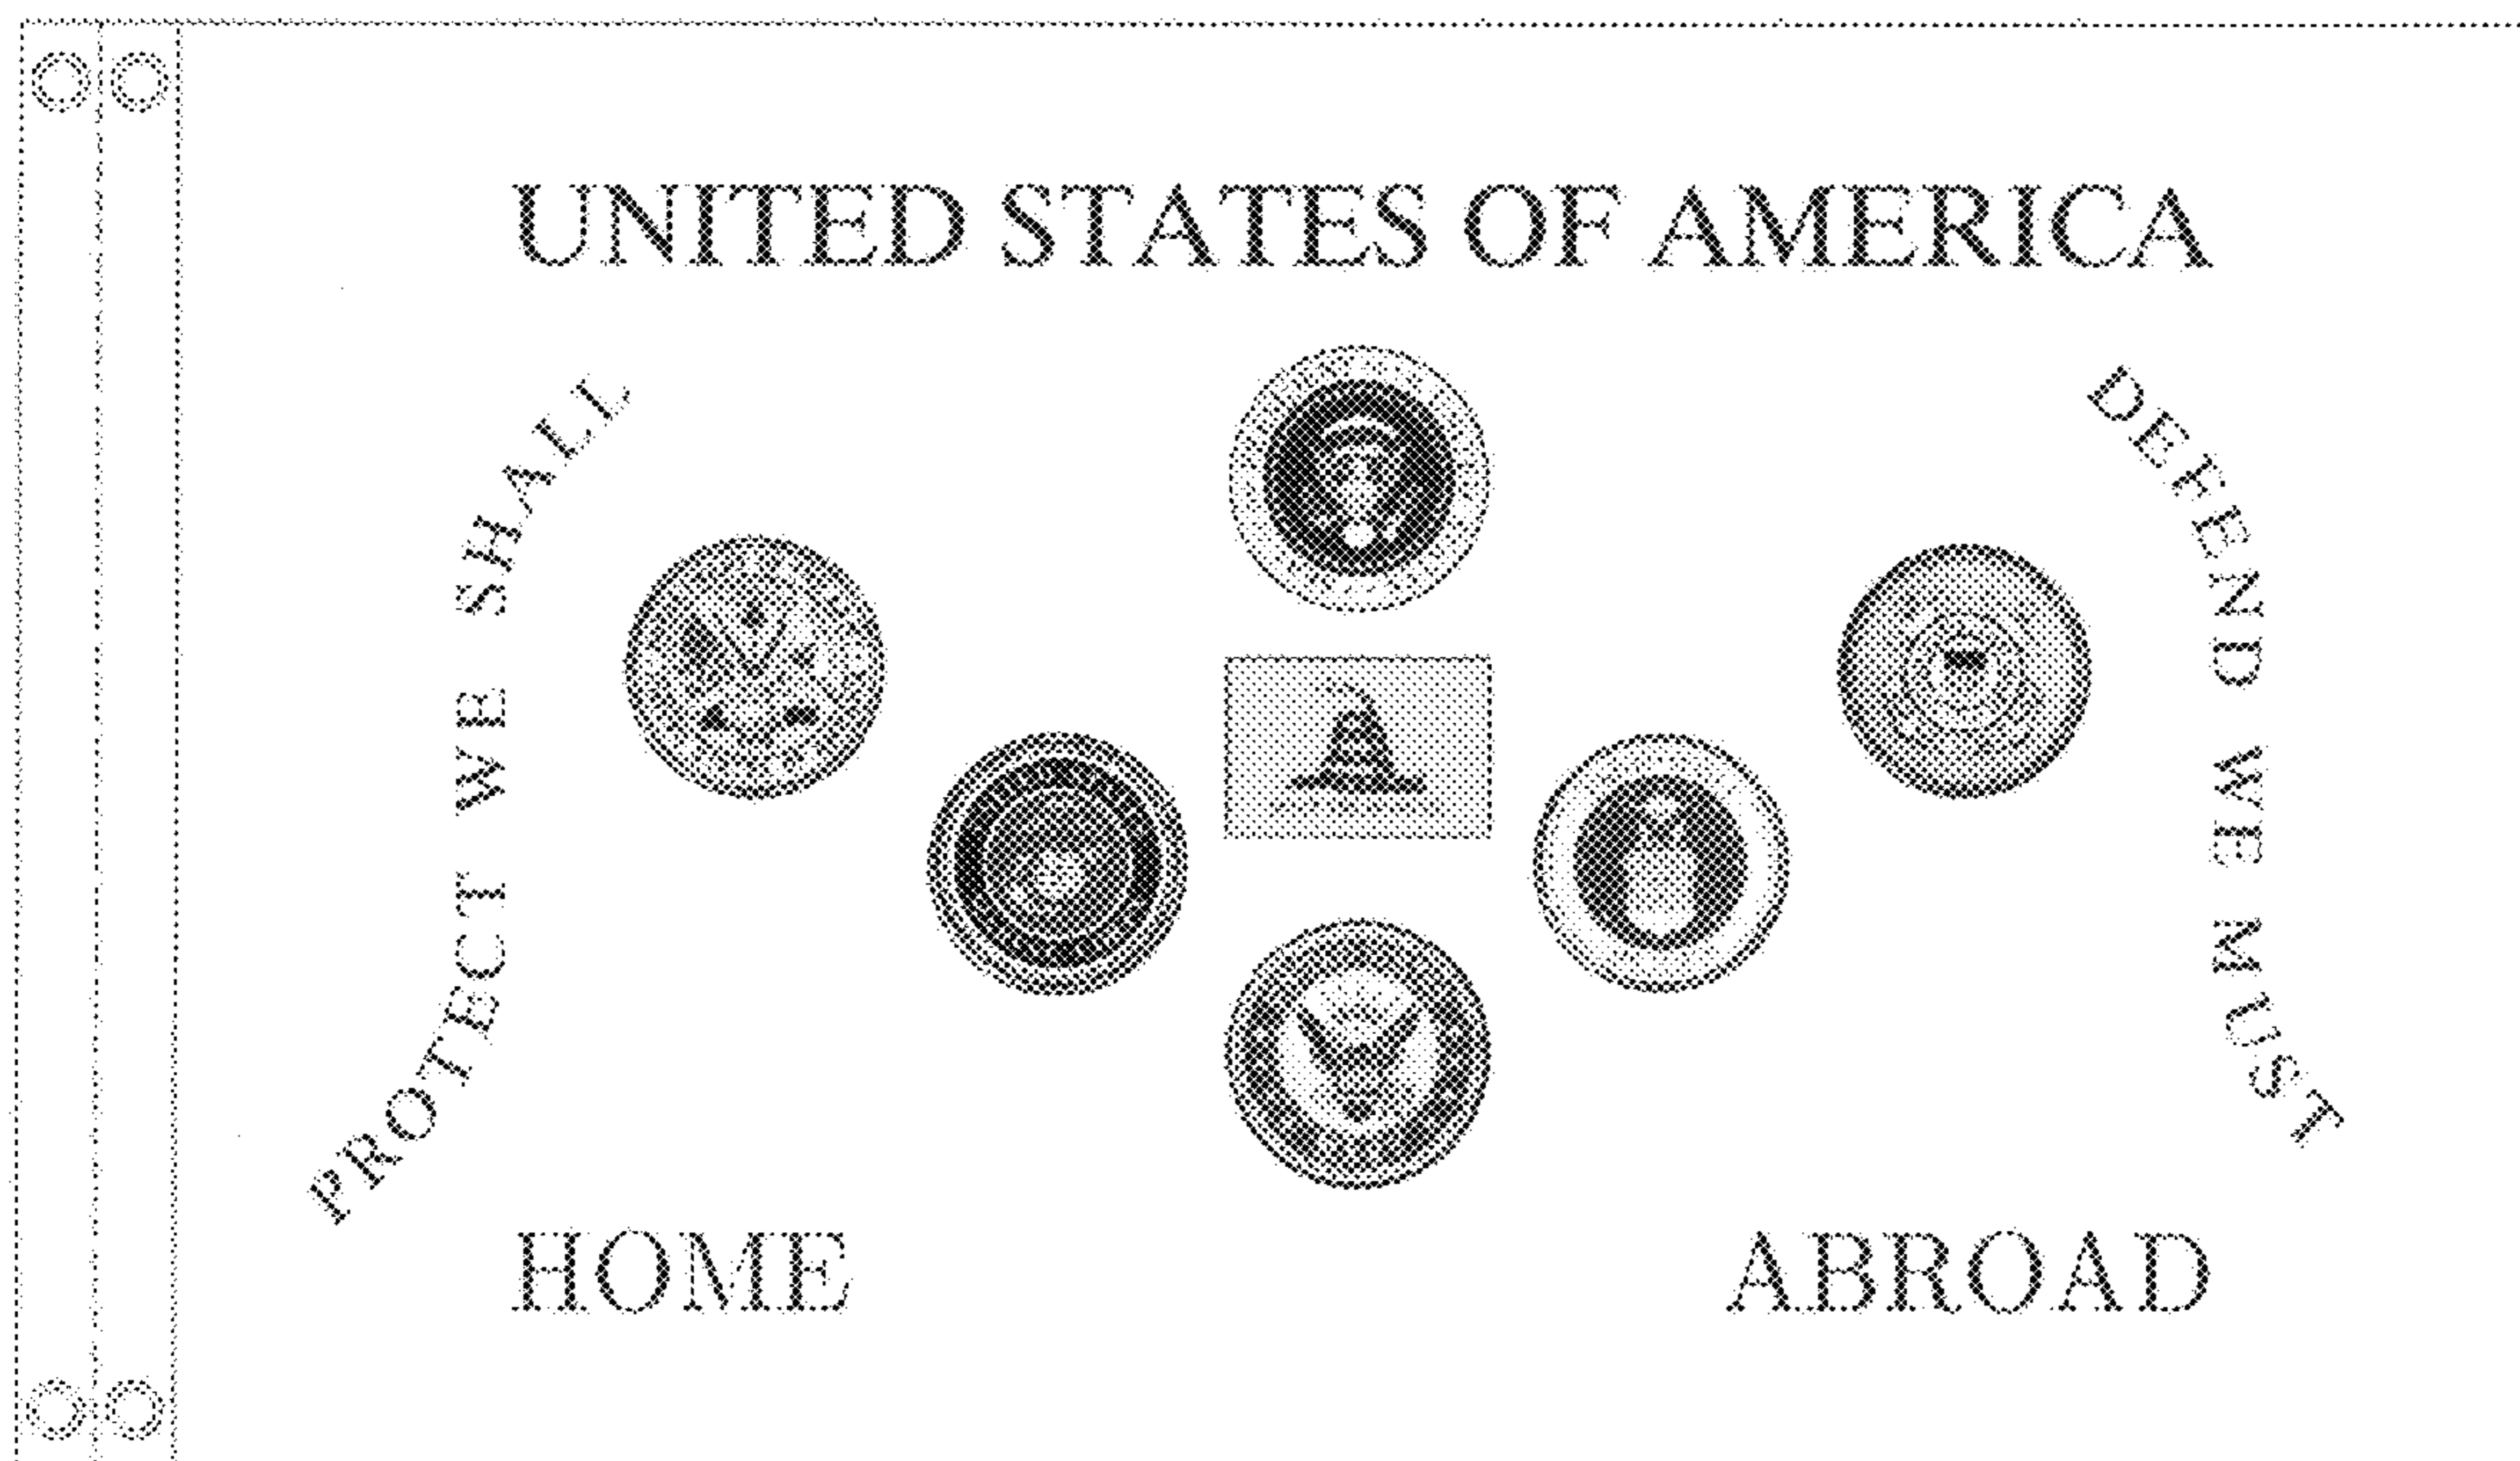 UNITED STATES OF AMERICA
PROTECT WE SHALL
DEFEND WE MUST
HOME
ABROAD